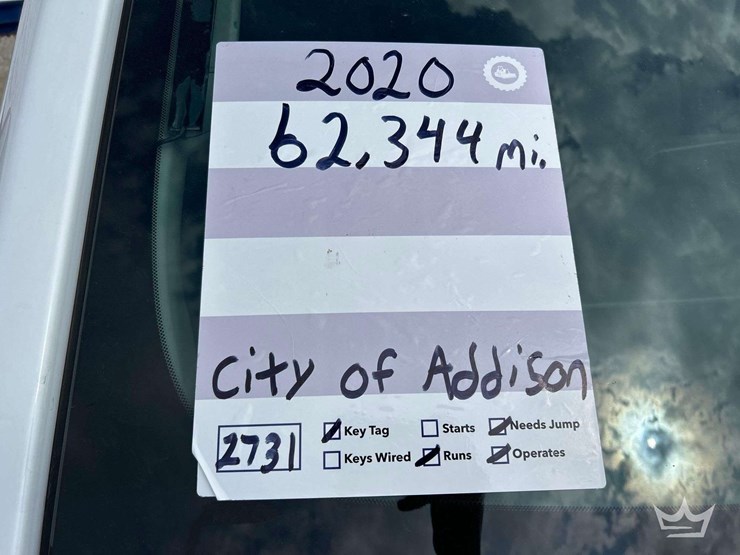 2020
62,344 mi.
City of Addison
2731
Key Tag Starts Needs Jump
Keys Wired Runs Operates